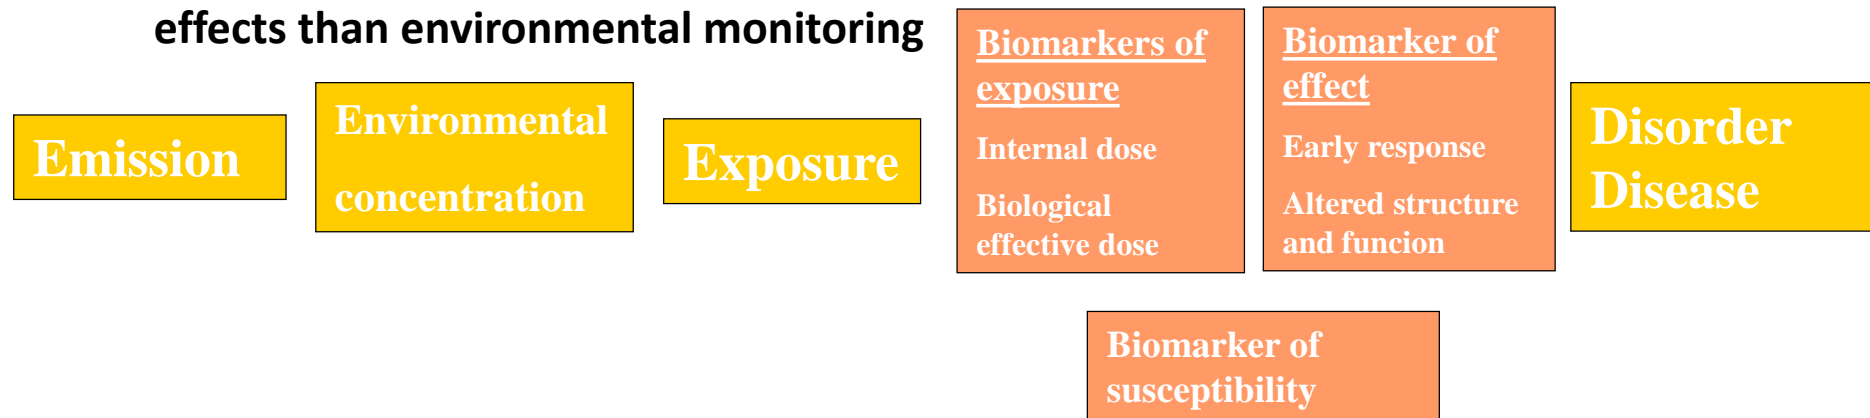 effects than environmental monitoring
Emission
Environmental
concentration
Exposure
Biomarkers of
exposure
Internal dose
Biological
effective dose
Biomarker of
effect
Early response
Altered structure
and funcion
Disorder
Disease
Biomarker of
susceptibility